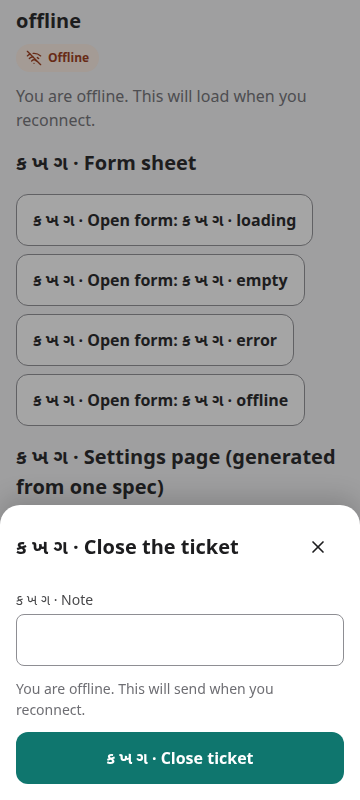 offline
Offline
You are offline. This will load when you
reconnect.
ક ખ ગ · Form sheet
ક ખ ગ · Open form: ક ખ ગ · loading
ક ખ ગ · Open form: ક ખ ગ · empty
ક ખ ગ · Open form: ક ખ ગ · error
ક ખ ગ · Open form: ક ખ ગ · offline
ક ખ ગ · Settings page (generated
from one spec)
ક ખ ગ · Close the ticket
ક ખ ગ · Note
You are offline. This will send when you
reconnect.
ક ખ ગ · Close ticket